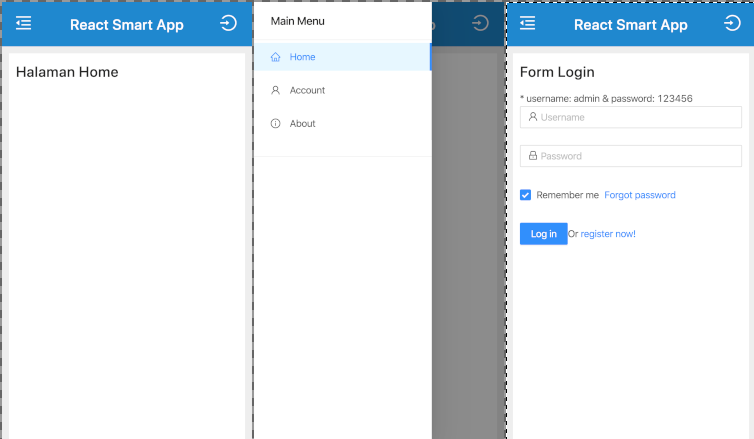 React Smart App
Halaman Home
Main Menu
Home
Account
About
p
React Smart App
Form Login
* username: admin & password: 123456
Username
Password
Remember me Forgot password
Log in Or register now!